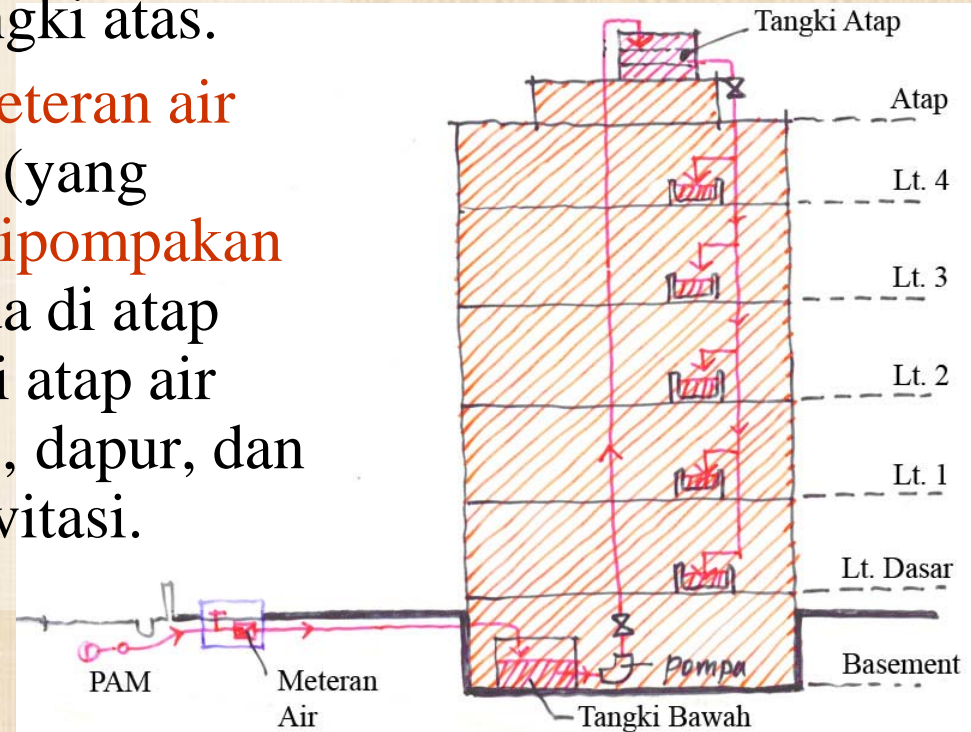 gki atas.
eteran air
(yang
ipompakan
a di atap
i atap air
, dapur, dan
vitasi.
Tangki Atap
Atap
Lt. 4
Lt. 3
Lt. 2
Lt. 1
Lt. Dasar
Basement
pompa
PAM
Meteran
Air
Tangki Bawah